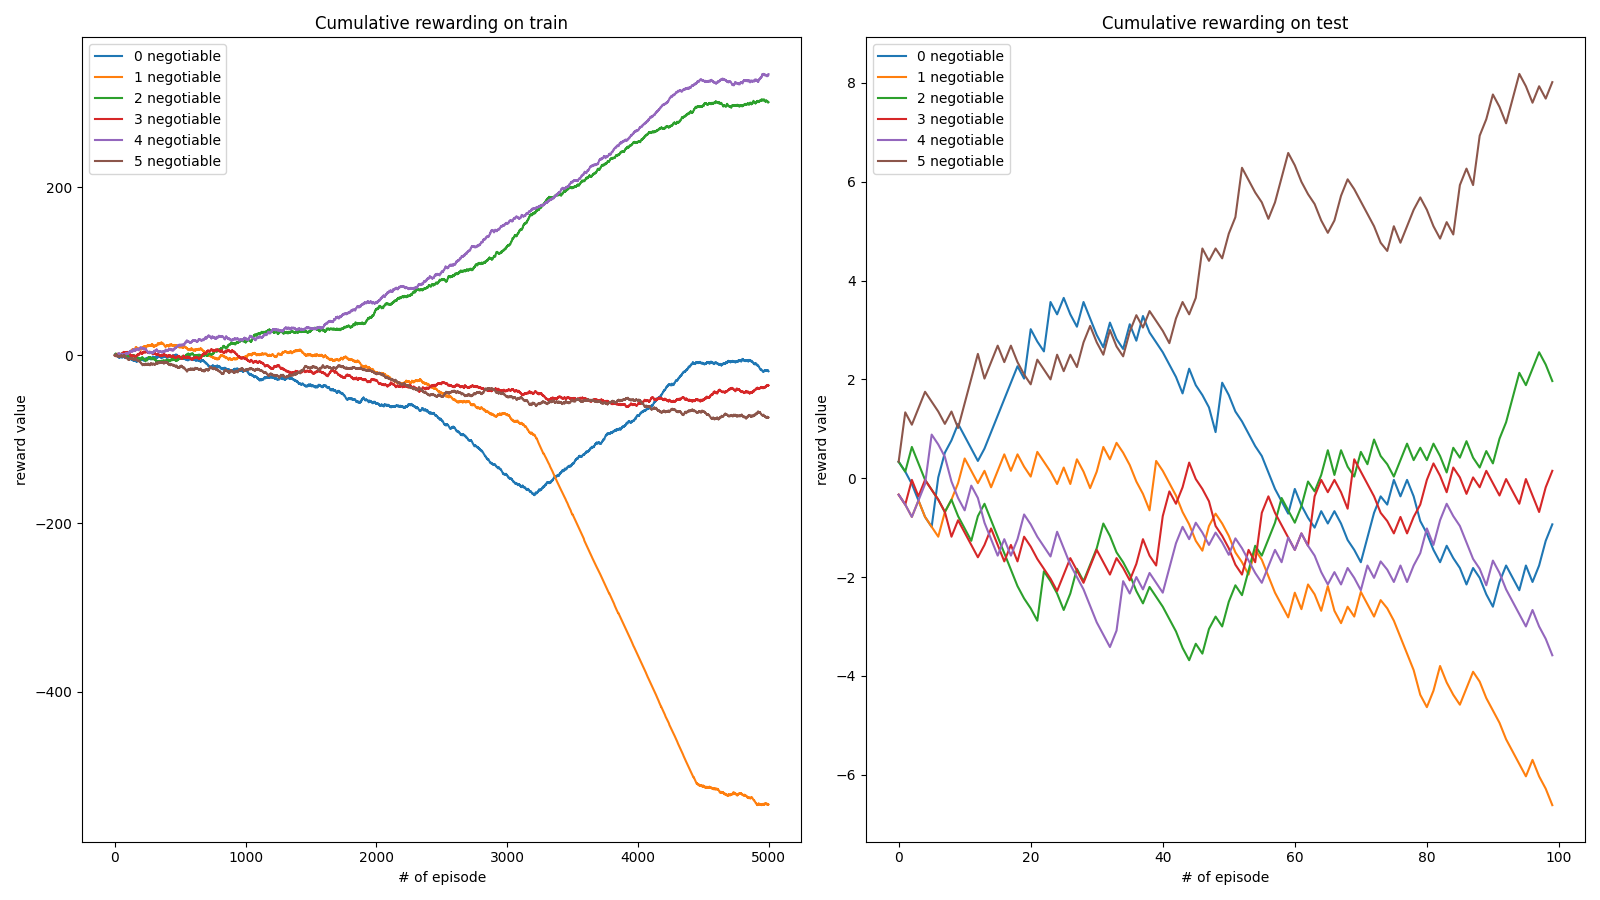 Cumulative rewarding on train
0 negotiable
1 negotiable
2 negotiable
3 negotiable
4 negotiable
5 negotiable
200
0
−200
−400
reward value
0 1000 2000 3000 4000 5000
# of episode
Cumulative rewarding on test
0 negotiable
1 negotiable
2 negotiable
3 negotiable
4 negotiable
5 negotiable
8
6
4
2
0
−2
−4
−6
reward value
0 20 40 60 80 100
# of episode